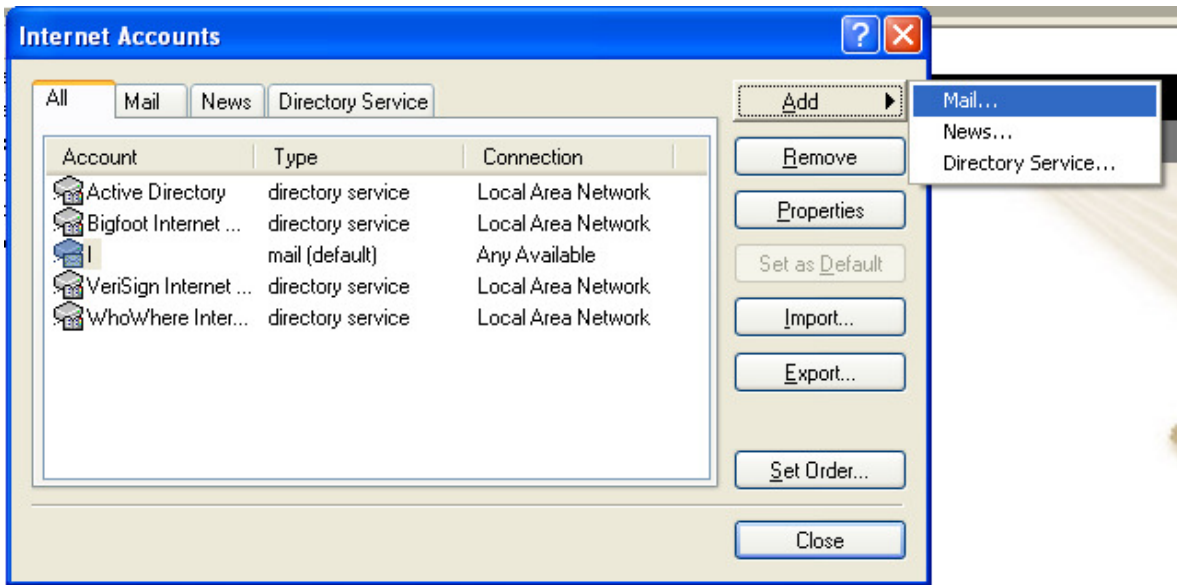 Internet Accounts
All Mail News Directory Service
Account Type Connection
Active Directory directory service Local Area Network
Bigfoot Internet ... directory service Local Area Network
I mail (default) Any Available
VeriSign Internet ... directory service Local Area Network
WhoWhere Inter... directory service Local Area Network
Add
Remove
Properties
Set as Default
Import...
Export...
Set Order...
Close
Mail...
News...
Directory Service...